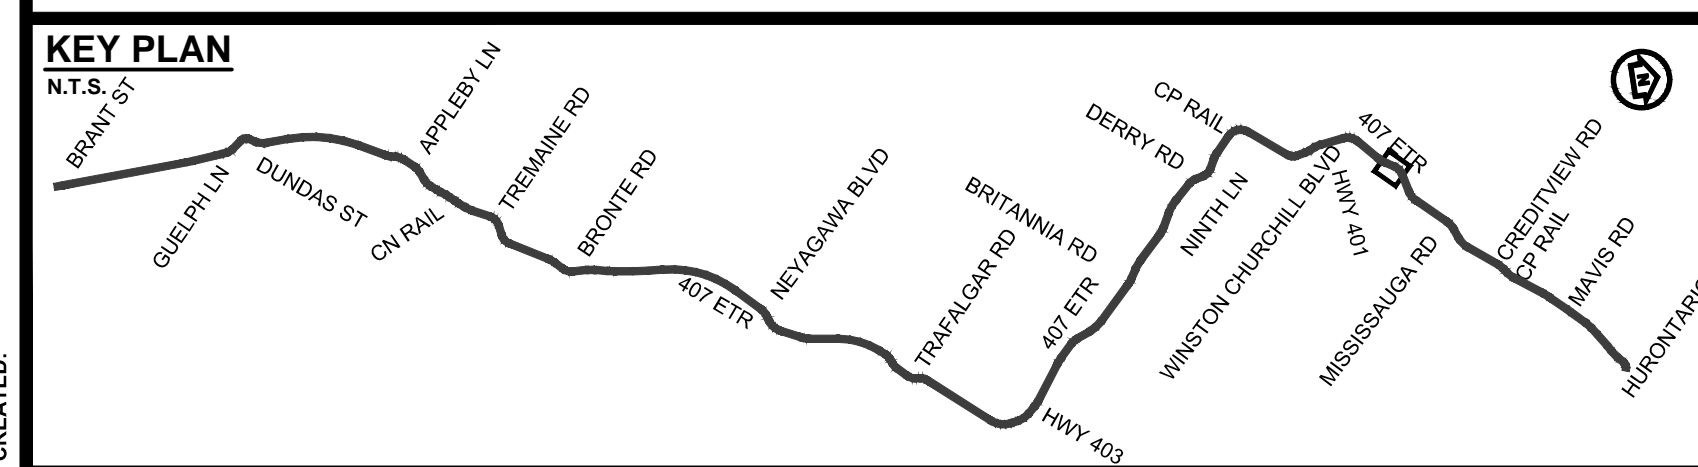 KEY PLAN
N.T.S.
BRANT ST
GUELPH LN
DUNDAS ST
APPLEBY LN
CN RAIL
TREMAINE RD
BRONTE RD
407 ETR
NEYAGAWA BLVD
TRAFALGAR RD
BRITANNIA RD
407 ETR
HWY 403
DERRY RD
CP RAIL
NINTH LN
WINSTON CHURCHILL BLVD
HWY 401
407 ETR
MISSISSAUGA RD
CREDITVIEW RD
CP RAIL
MAVIS RD
N
CREATED: